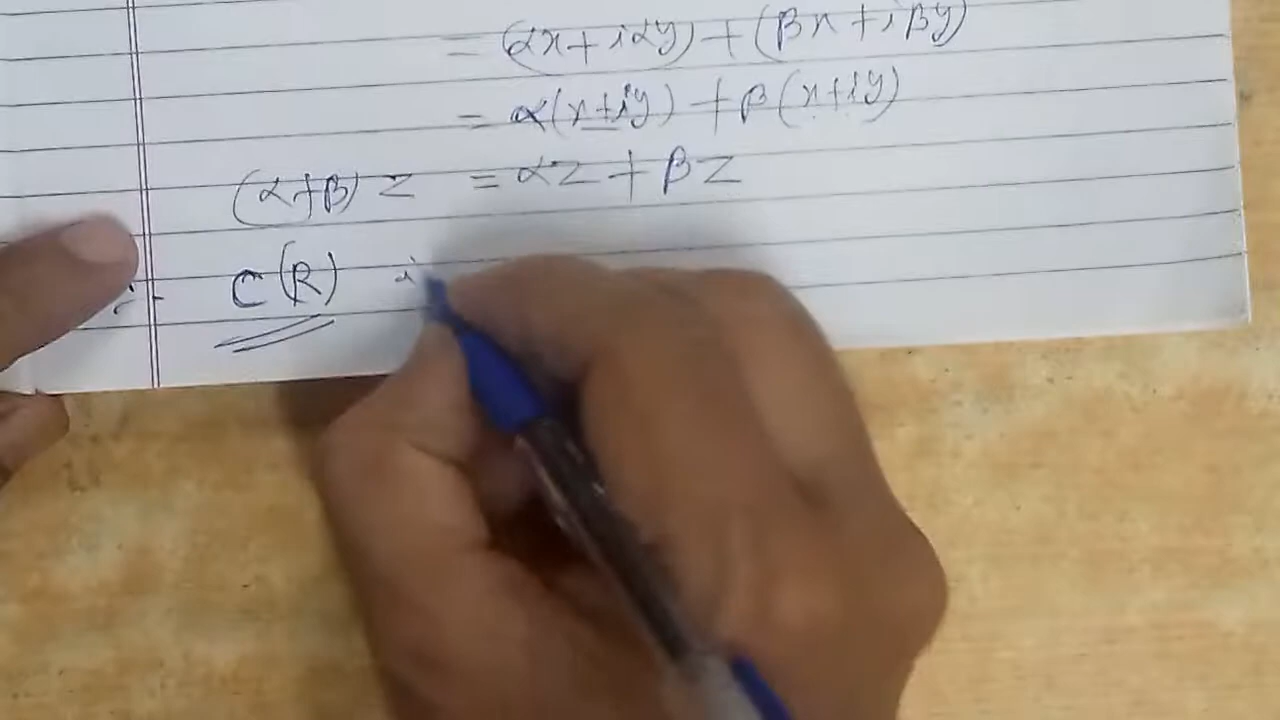 = (αx+iαy) + (βx+iβy)
= α(x+iy) + β(x+iy)
(α+β) z = αz + βz
∴ C(R) i